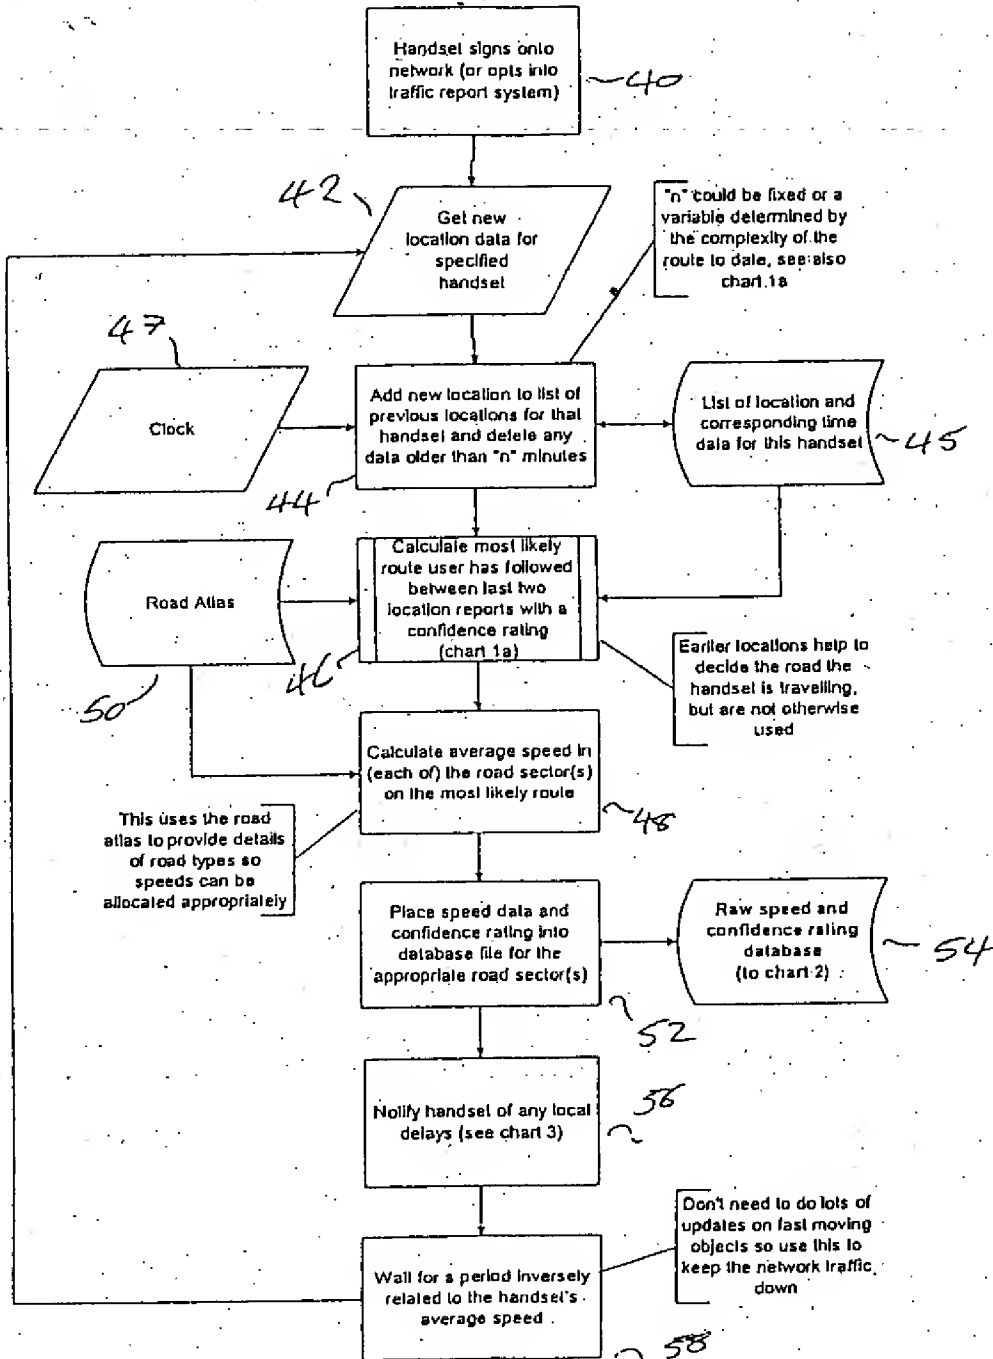 Handset signs onto
network (or opts into
traffic report system)
40
42
Get new
location data for
specified
handset
"n" could be fixed or a
variable determined by
the complexity of the
route to date, see also
chart 1a
47
Clock
Add new location to list of
previous locations for that
handset and delete any
data older than "n" minutes
44
List of location and
corresponding time
data for this handset
45
Road Atlas
50
Calculate most likely
route user has followed
between last two
location reports with a
confidence rating
(chart 1a)
46
Earlier locations help to
decide the road the
handset is travelling,
but are not otherwise
used
Calculate average speed in
(each of) the road sector(s)
on the most likely route
48
This uses the road
atlas to provide details
of road types so
speeds can be
allocated appropriately
Place speed data and
confidence rating into
database file for the
appropriate road sector(s)
52
Raw speed and
confidence rating
database
(to chart 2)
54
Notify handset of any local
delays (see chart 3)
56
Don't need to do lots of
updates on fast moving
objects so use this to
keep the network traffic
down
Wait for a period inversely
related to the handset's
average speed
58